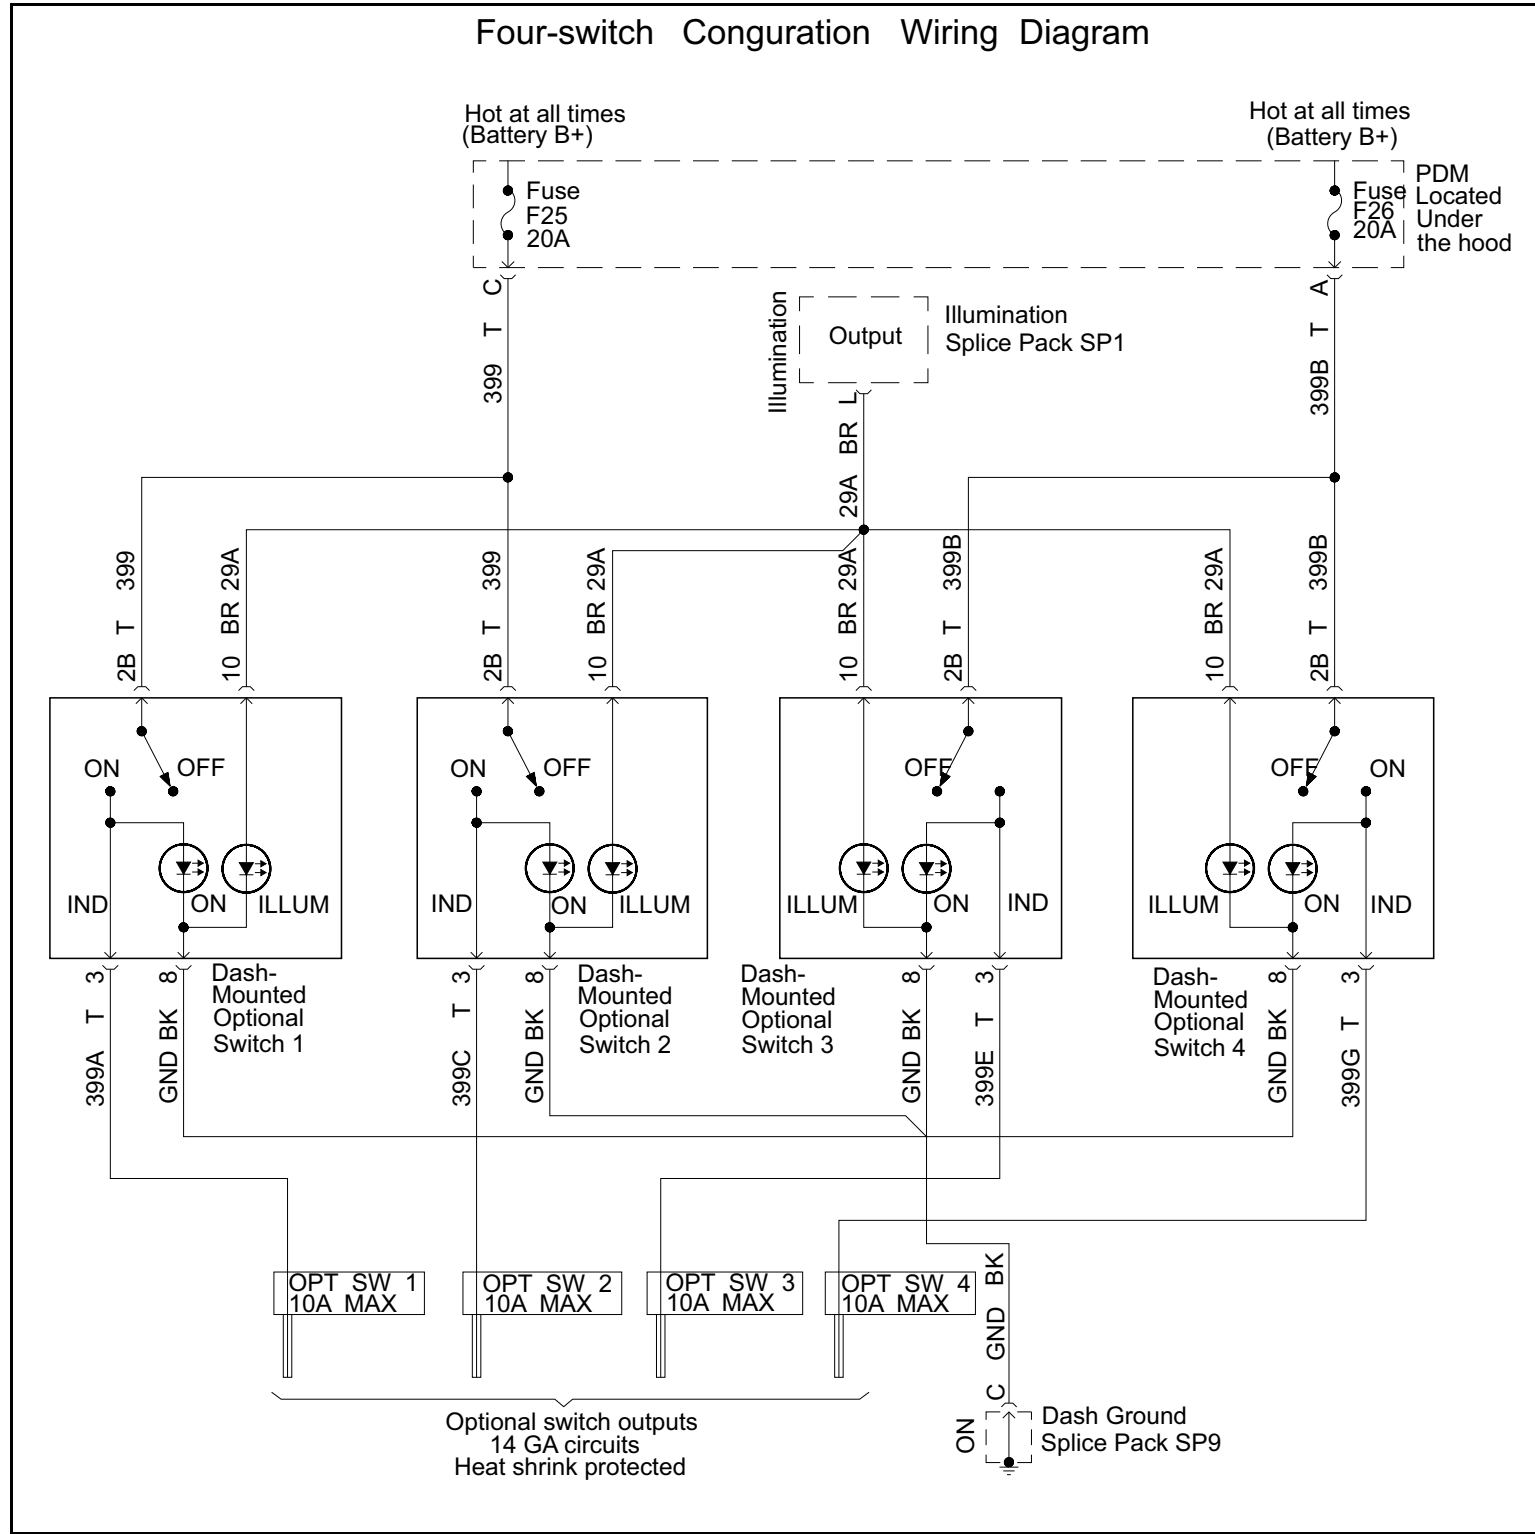 Four-switch Conguration Wiring Diagram
Hot at all times
(Battery B+)
Hot at all times
(Battery B+)
Fuse
F25
20A
Fuse
F26
20A
PDM
Located
Under
the hood
C
T
399
Illumination
Output
Illumination
Splice Pack SP1
L
BR
29A
A
T
399B
399
T
2B
29A
BR
10
399
T
2B
29A
BR
10
29A
BR
10
399B
T
2B
29A
BR
10
399B
T
2B
ON
OFF
IND
ON
ILLUM
ON
OFF
IND
ON
ILLUM
OFF
ILLUM
ON
IND
OFF
ON
ILLUM
ON
IND
3
T
399A
8
BK
GND
Dash-
Mounted
Optional
Switch 1
3
T
399C
8
BK
GND
Dash-
Mounted
Optional
Switch 2
Dash-
Mounted
Optional
Switch 3
8
BK
GND
3
T
399E
Dash-
Mounted
Optional
Switch 4
8
BK
GND
3
T
399G
OPT SW 1
10A MAX
OPT SW 2
10A MAX
OPT SW 3
10A MAX
OPT SW 4
10A MAX
BK
GND
C
ON
Dash Ground
Splice Pack SP9
Optional switch outputs
14 GA circuits
Heat shrink protected